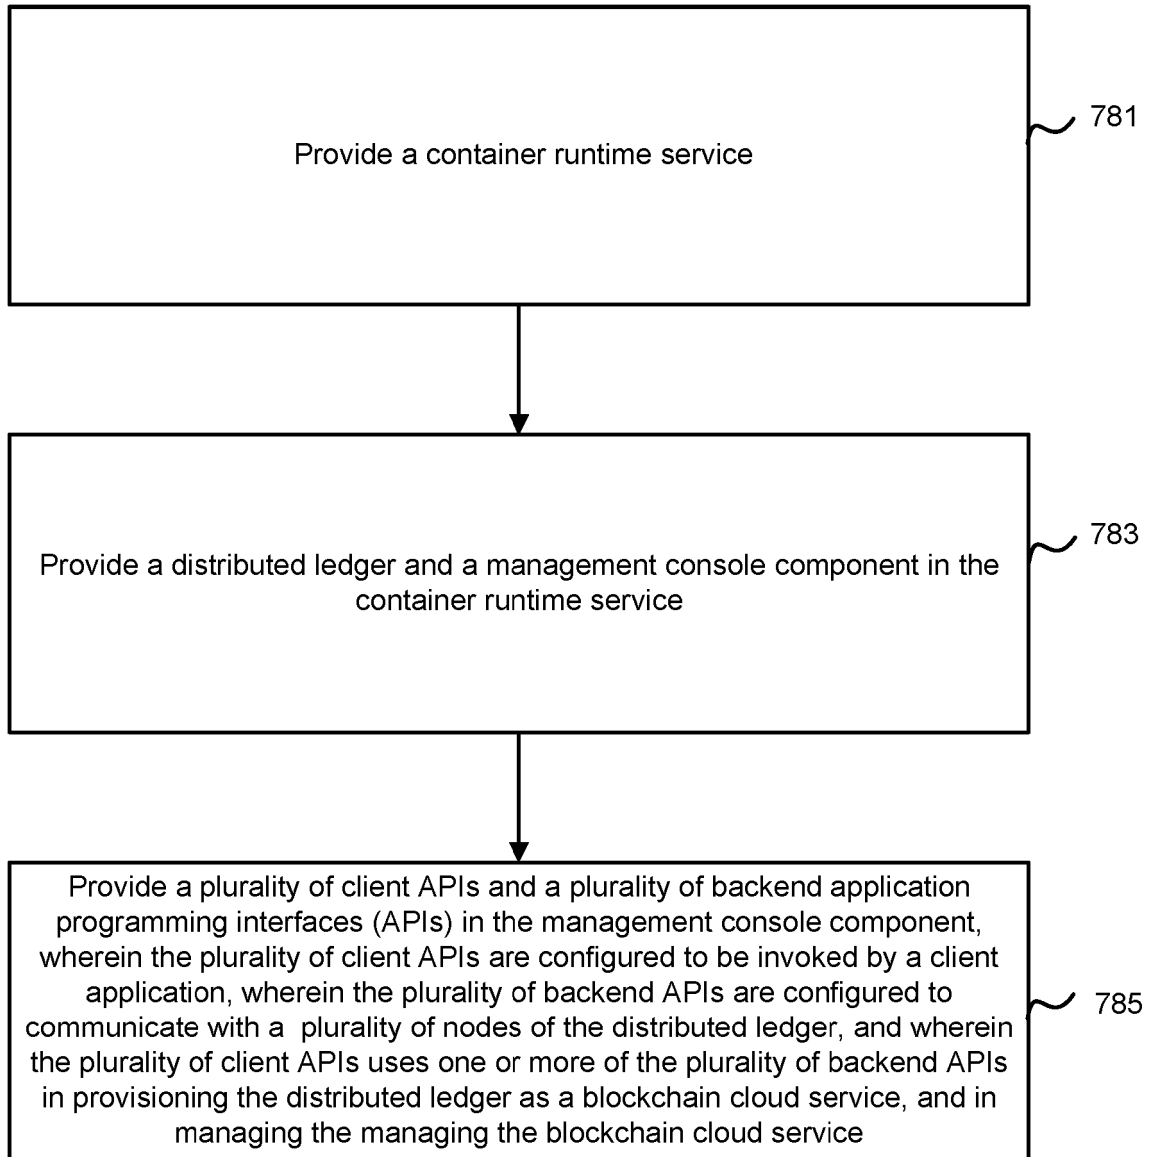 781
Provide a container runtime service
783
Provide a distributed ledger and a management console component in the
container runtime service
Provide a plurality of client APIs and a plurality of backend application
programming interfaces (APIs) in the management console component,
wherein the plurality of client APIs are configured to be invoked by a client
application, wherein the plurality of backend APIs are configured to
communicate with a plurality of nodes of the distributed ledger, and wherein
the plurality of client APIs uses one or more of the plurality of backend APIs
in provisioning the distributed ledger as a blockchain cloud service, and in
managing the managing the blockchain cloud service
785